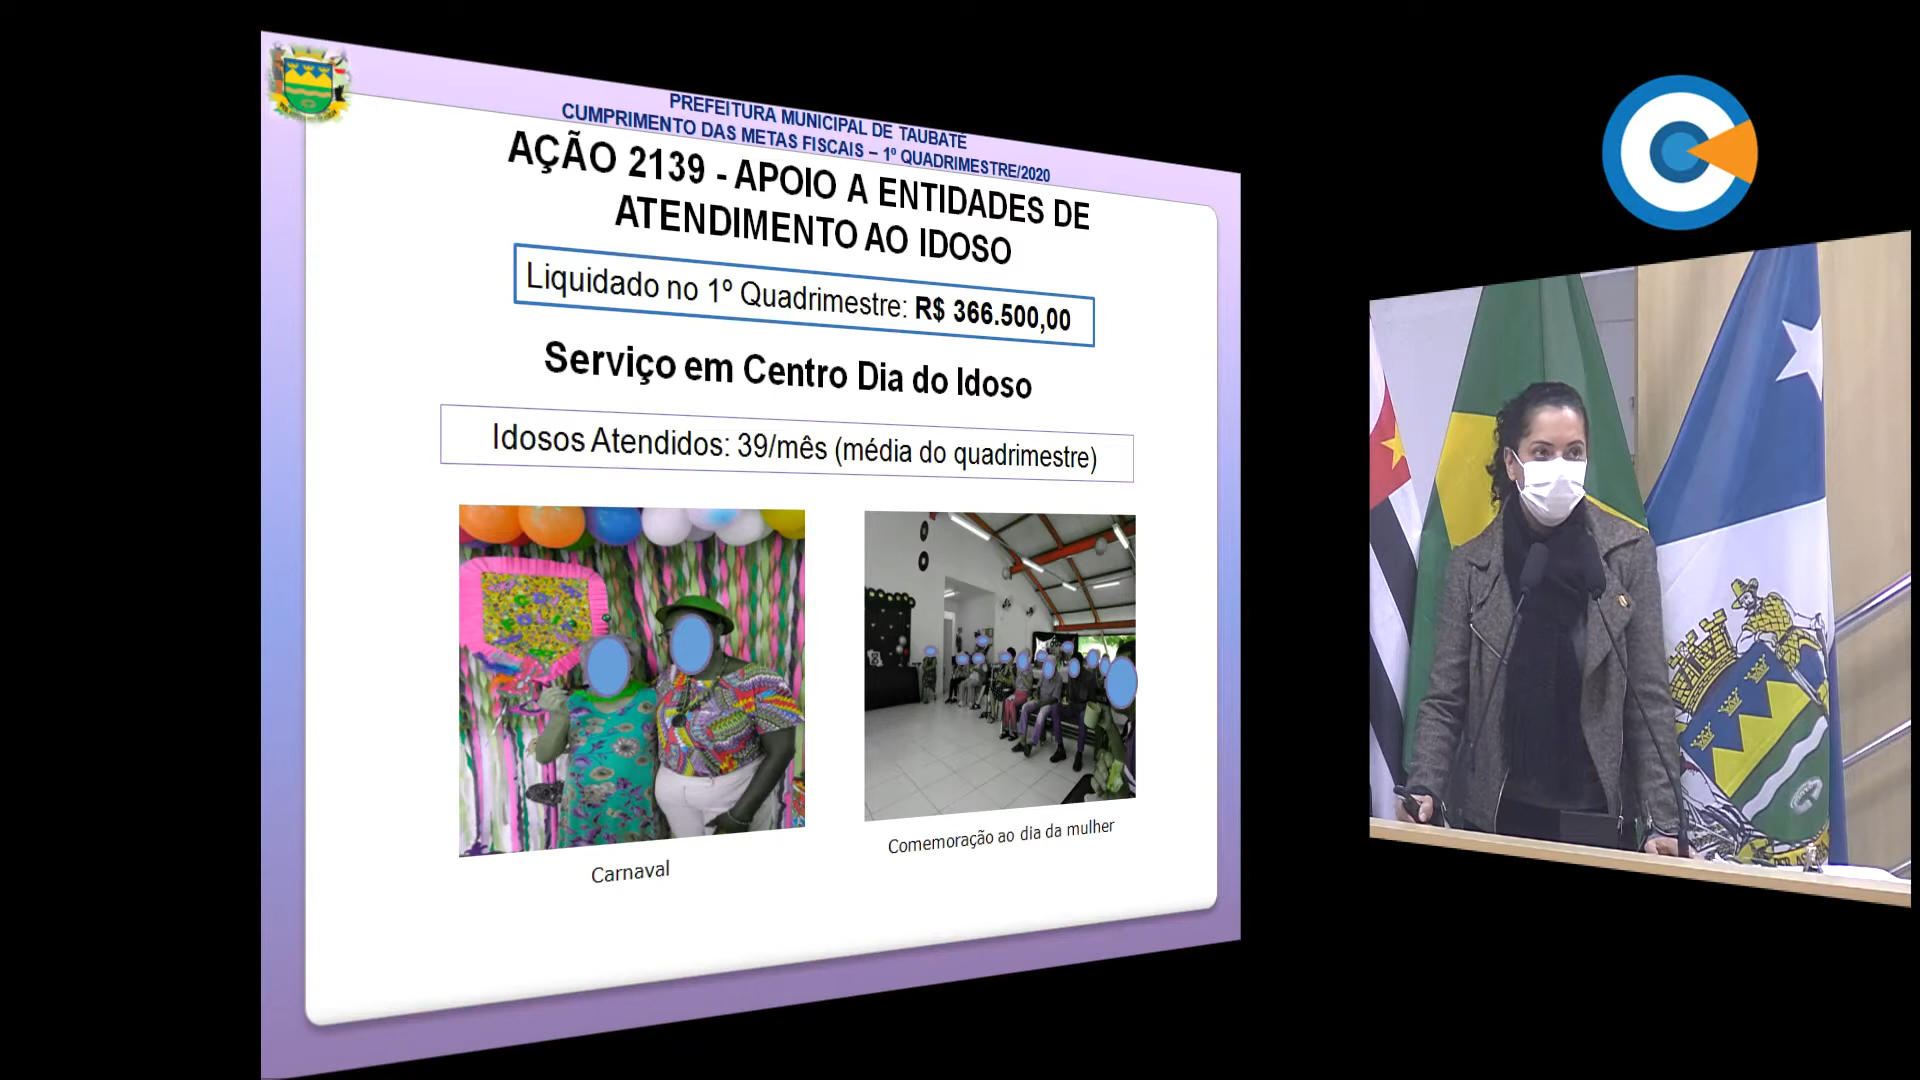 PREFEITURA MUNICIPAL DE TAUBATÉ
CUMPRIMENTO DAS METAS FISCAIS – 1º QUADRIMESTRE/2020
AÇÃO 2139 - APOIO A ENTIDADES DE
ATENDIMENTO AO IDOSO
Liquidado no 1º Quadrimestre: R$ 366.500,00
Serviço em Centro Dia do Idoso
Idosos Atendidos: 39/mês (média do quadrimestre)
Carnaval
Comemoração ao dia da mulher